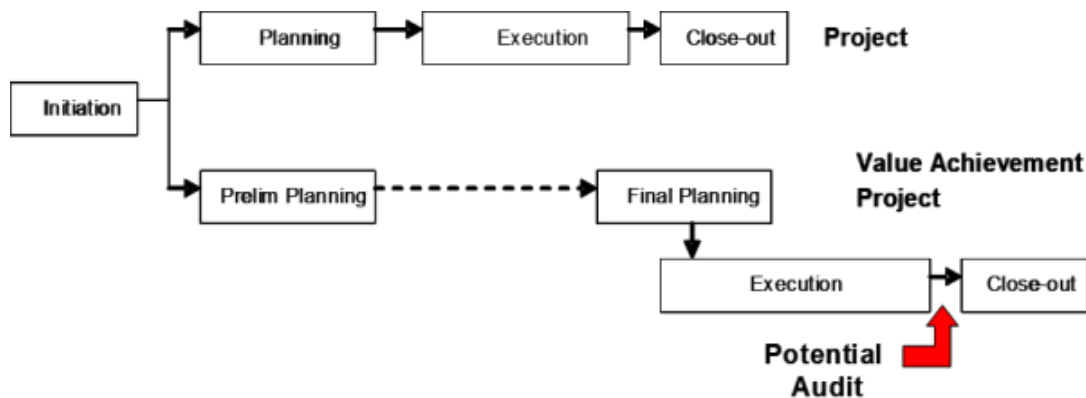 Planning
Execution
Close-out
Project
Initiation
Value Achievement
Project
Prelim Planning
Final Planning
Execution
Close-out
Potential
Audit